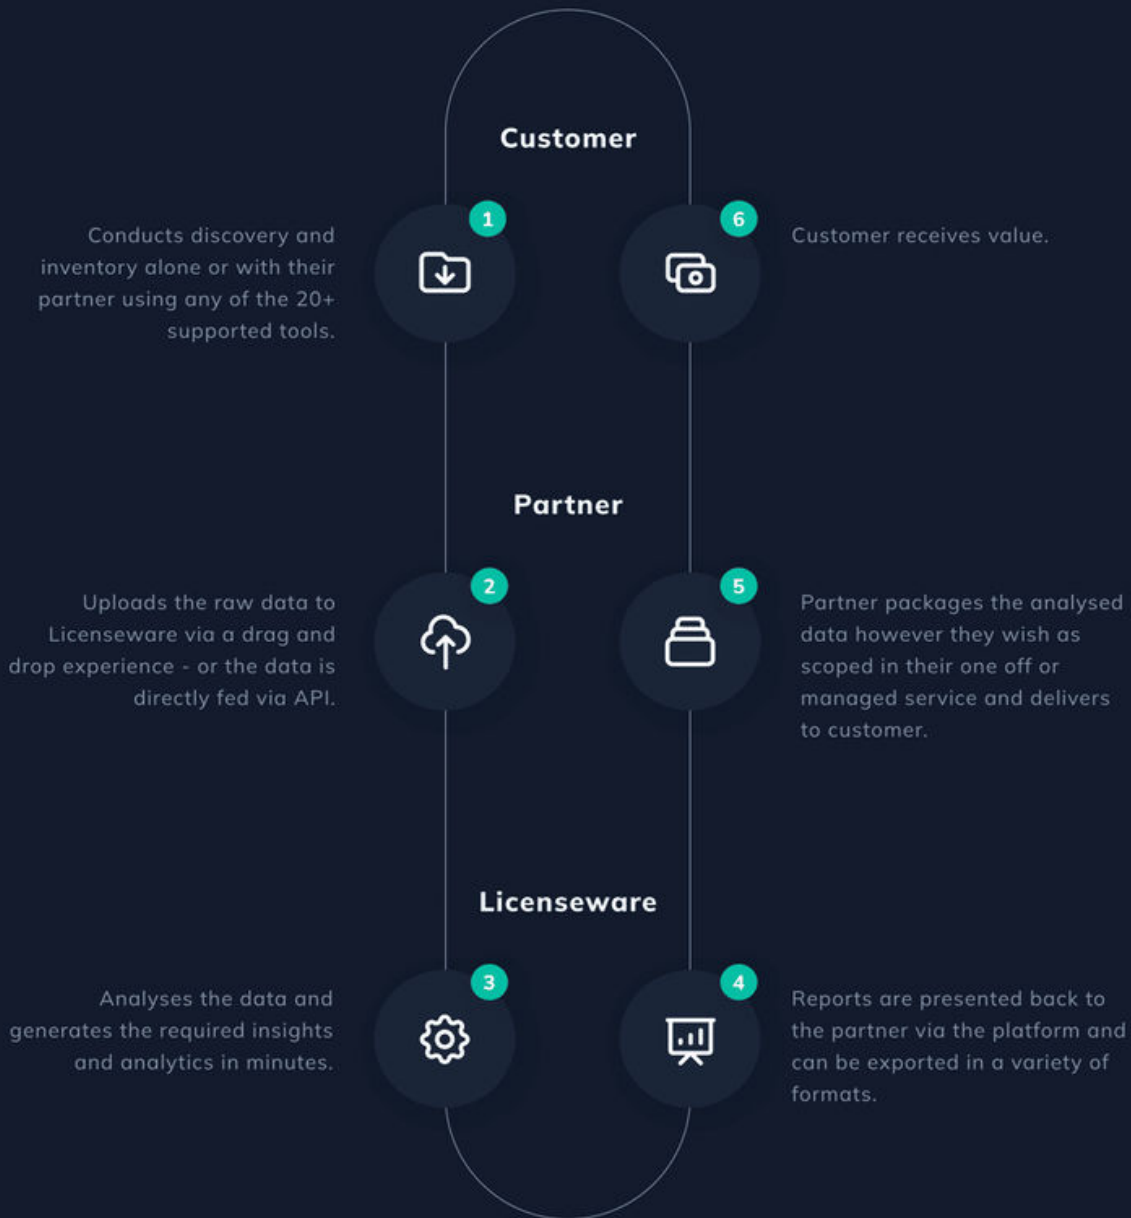 Customer
1
Conducts discovery and
inventory alone or with their
partner using any of the 20+
supported tools.
6
Customer receives value.
Partner
2
Uploads the raw data to
Licenseware via a drag and
drop experience - or the data is
directly fed via API.
5
Partner packages the analysed
data however they wish as
scoped in their one off or
managed service and delivers
to customer.
Licenseware
3
Analyses the data and
generates the required insights
and analytics in minutes.
4
Reports are presented back to
the partner via the platform and
can be exported in a variety of
formats.